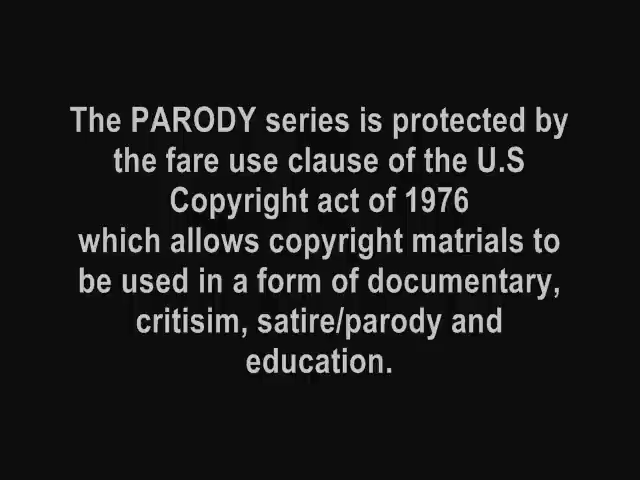 The PARODY series is protected by
the fare use clause of the U.S
Copyright act of 1976
which allows copyright matrials to
be used in a form of documentary,
critisim, satire/parody and
education.